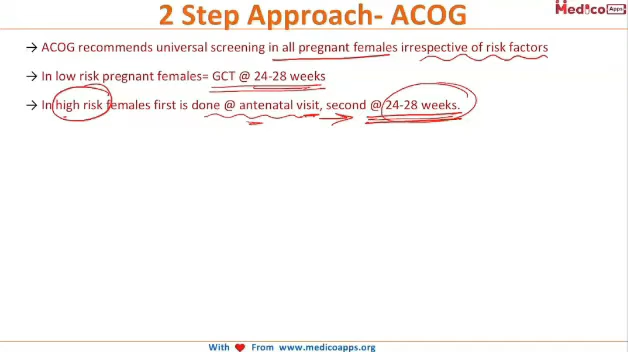 2 Step Approach- ACOG
Medico Apps
→ ACOG recommends universal screening in all pregnant females irrespective of risk factors
→ In low risk pregnant females= GCT @ 24-28 weeks
→ In high risk females first is done @ antenatal visit, second @ 24-28 weeks.
With ❤ From www.medicoapps.org